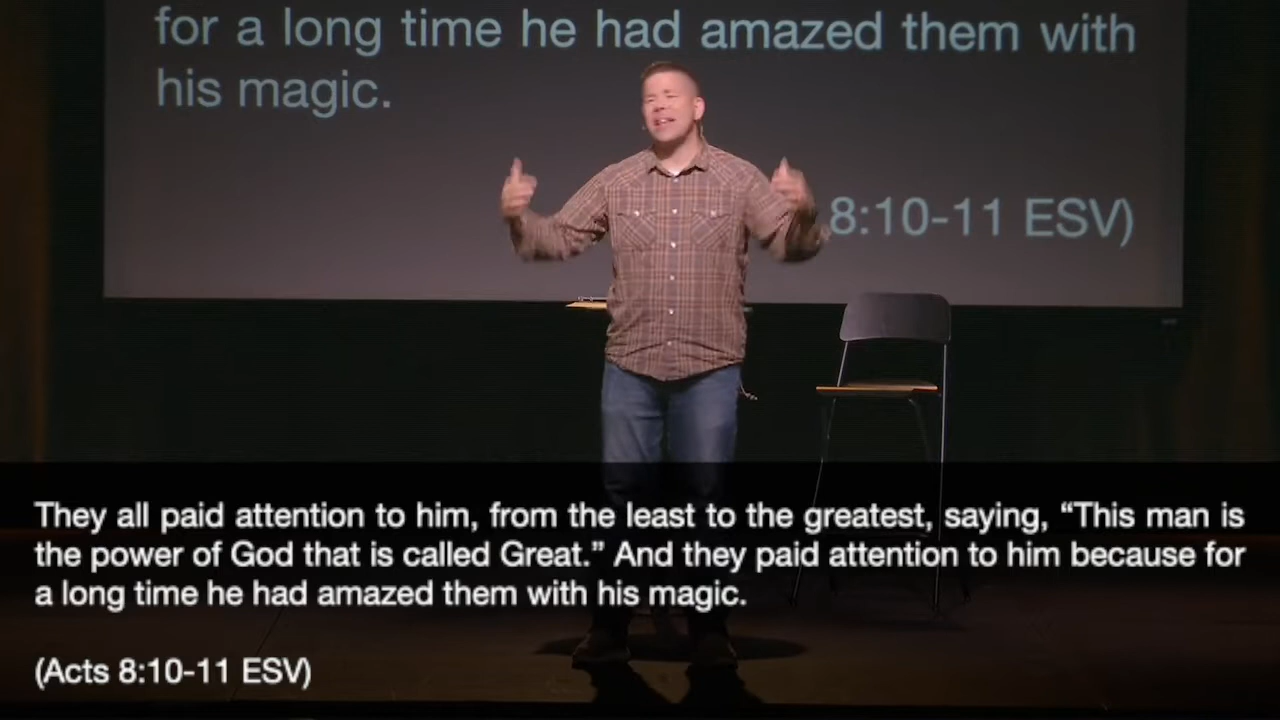 for a long time he had amazed them with
his magic.
8:10-11 ESV)
They all paid attention to him, from the least to the greatest, saying, “This man is
the power of God that is called Great.” And they paid attention to him because for
a long time he had amazed them with his magic.
(Acts 8:10-11 ESV)